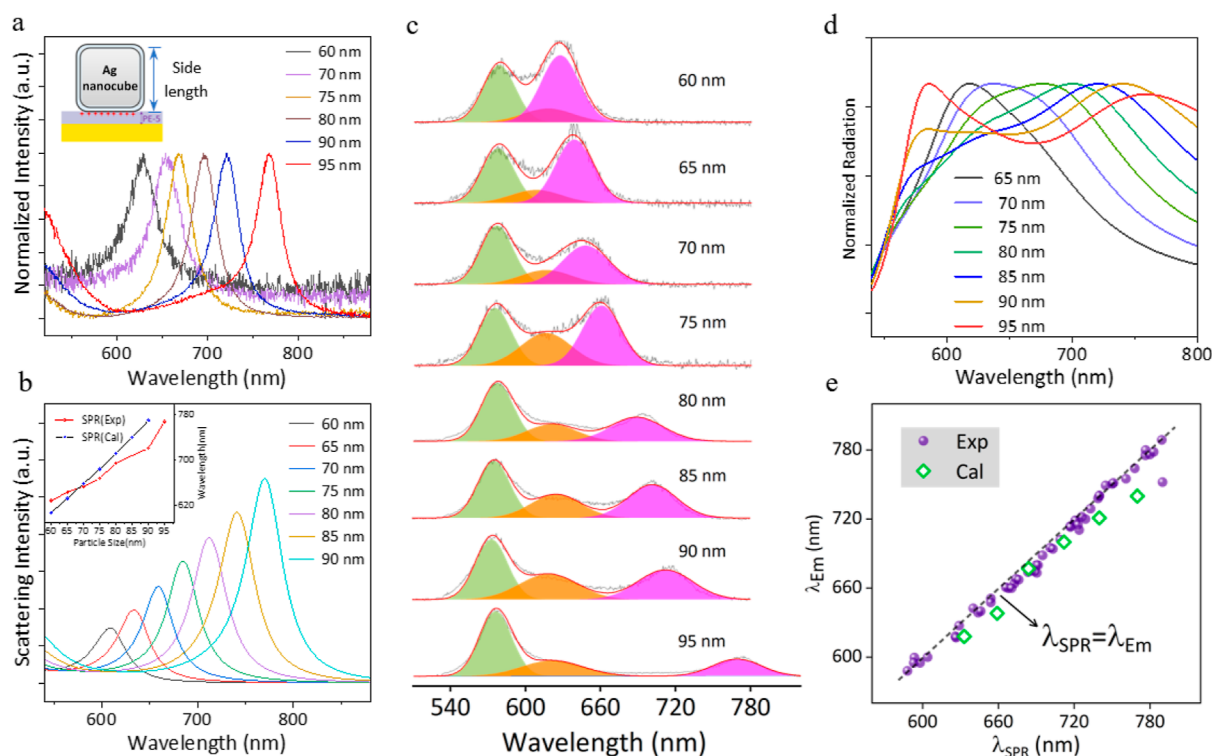 a
Normalized Intensity (a.u.)
Ag
nanocube
Side
length
PE-5
60 nm
70 nm
75 nm
80 nm
90 nm
95 nm
600
700
800
Wavelength (nm)
b
Scattering Intensity (a.u.)
SPR(Exp)
SPR(Cal)
780
700
620
Wavelength(nm)
60 65 70 75 80 85 90 95
Particle Size(nm)
60 nm
65 nm
70 nm
75 nm
80 nm
85 nm
90 nm
600
700
800
Wavelength (nm)
c
60 nm
65 nm
70 nm
75 nm
80 nm
85 nm
90 nm
95 nm
540
600
660
720
780
Wavelength (nm)
d
Normalized Radiation
65 nm
70 nm
75 nm
80 nm
85 nm
90 nm
95 nm
600
700
800
Wavelength (nm)
e
λEm (nm)
780
720
660
600
Exp
Cal
λSPR=λEm
600
660
720
780
λSPR (nm)